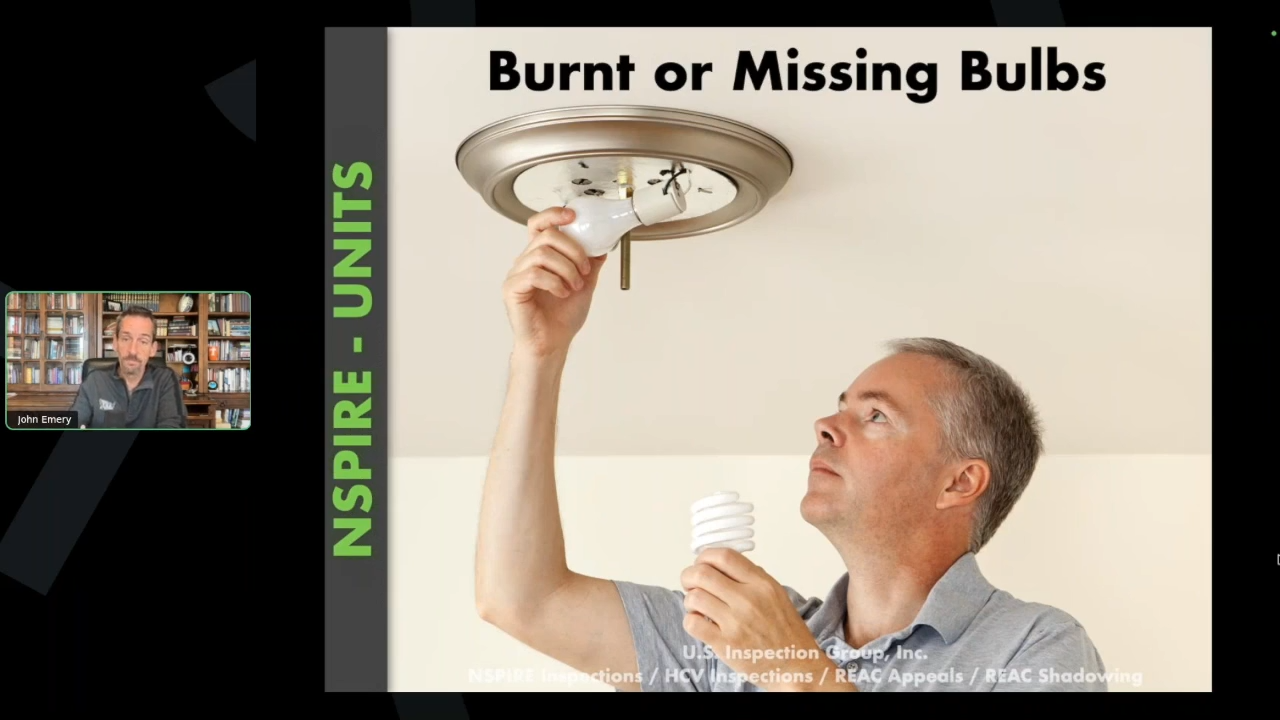 Burnt or Missing Bulbs
NSPIRE - UNITS
John Emery
U.S. Inspection Group, Inc.
NSPIRE Inspections / HCV Inspections / REAC Appeals / REAC Shadowing